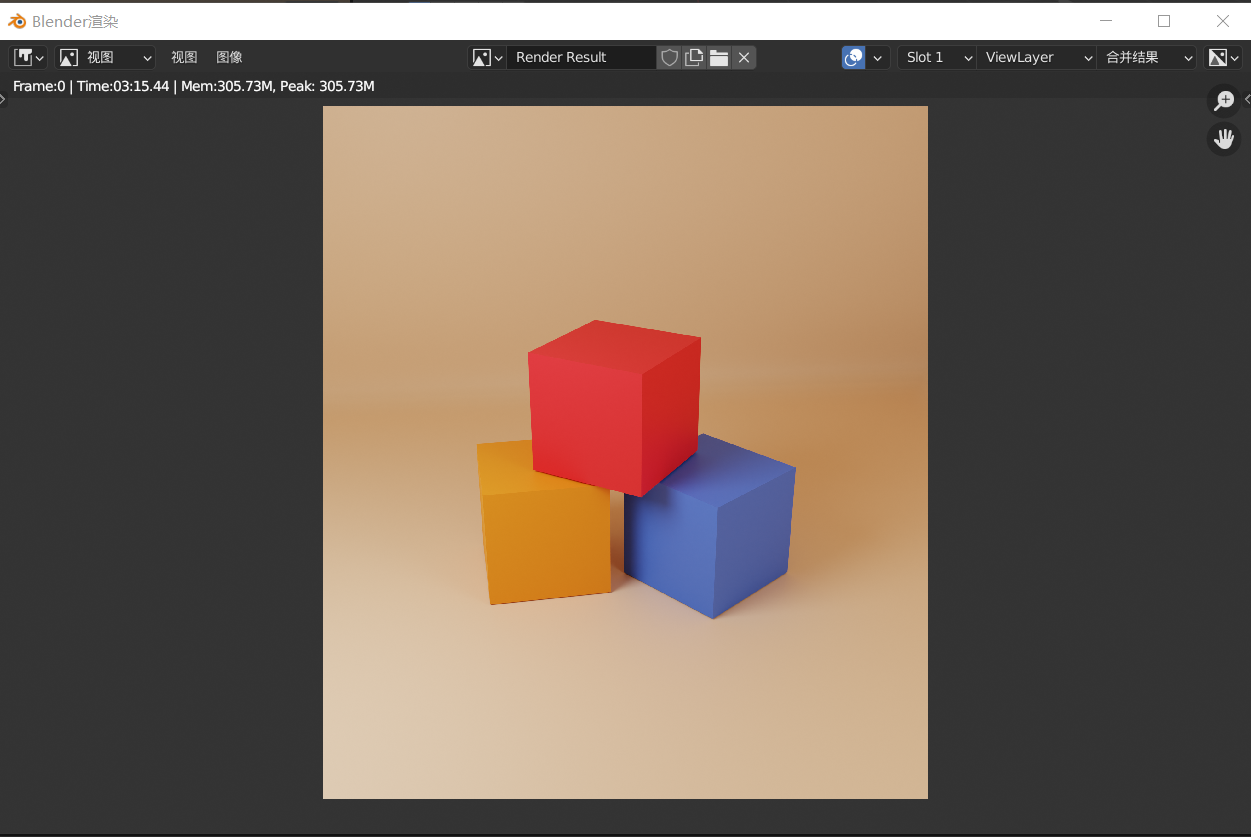 Blender渲染
视图 视图 图像 Render Result Slot 1 ViewLayer 合并结果
Frame:0 | Time:03:15.44 | Mem:305.73M, Peak: 305.73M